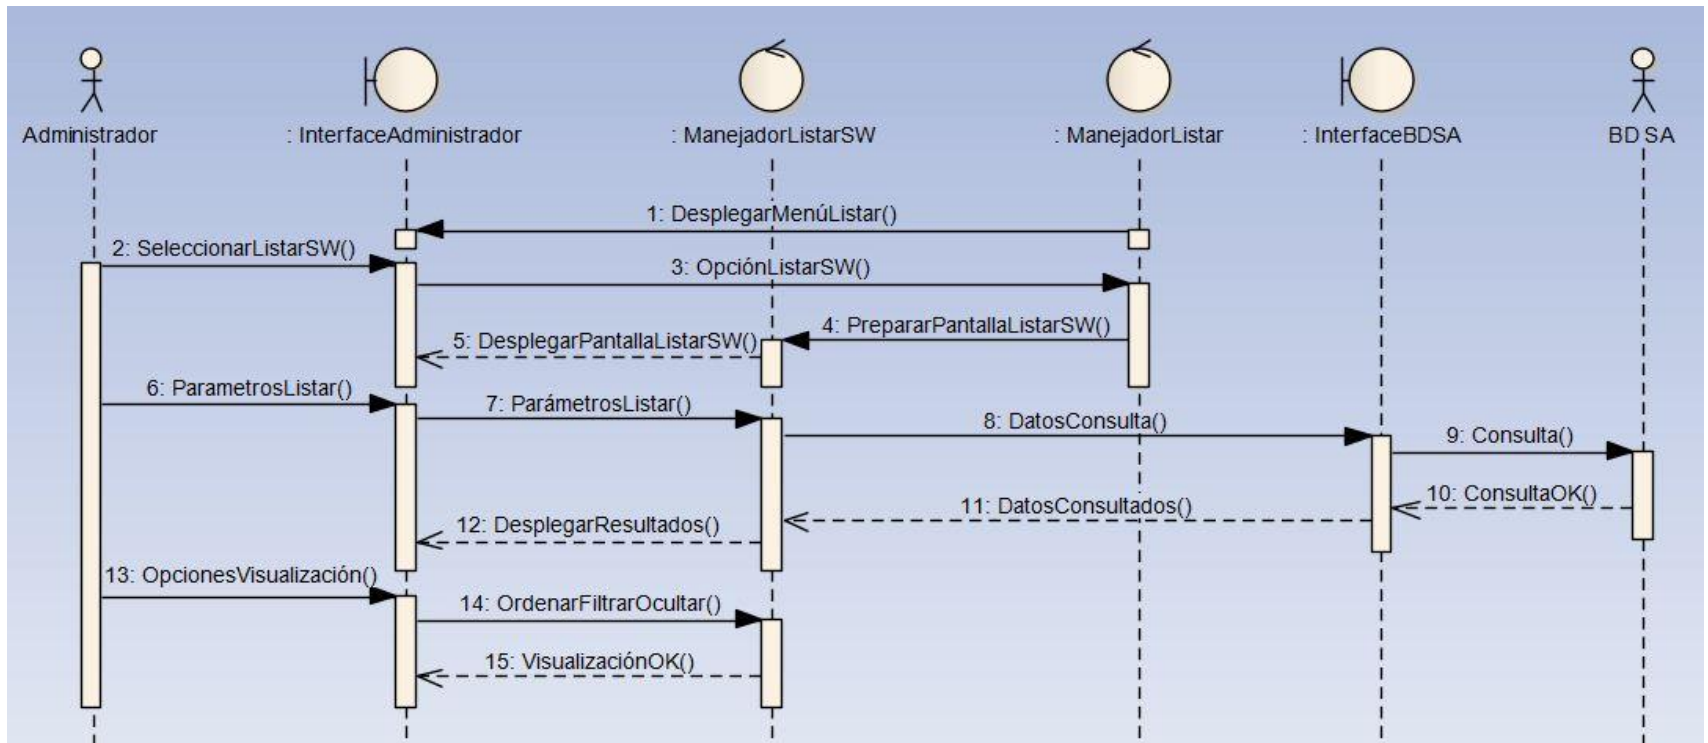 Administrador
: InterfaceAdministrador
: ManejadorListarSW
: ManejadorListar
: InterfaceBDSA
BD SA
1: DesplegarMenúListar()
2: SeleccionarListarSW()
3: OpciónListarSW()
4: PrepararPantallaListarSW()
5: DesplegarPantallaListarSW()
6: ParametrosListar()
7: ParámetrosListar()
8: DatosConsulta()
9: Consulta()
10: ConsultaOK()
11: DatosConsultados()
12: DesplegarResultados()
13: OpcionesVisualización()
14: OrdenarFiltrarOcultar()
15: VisualizaciónOK()